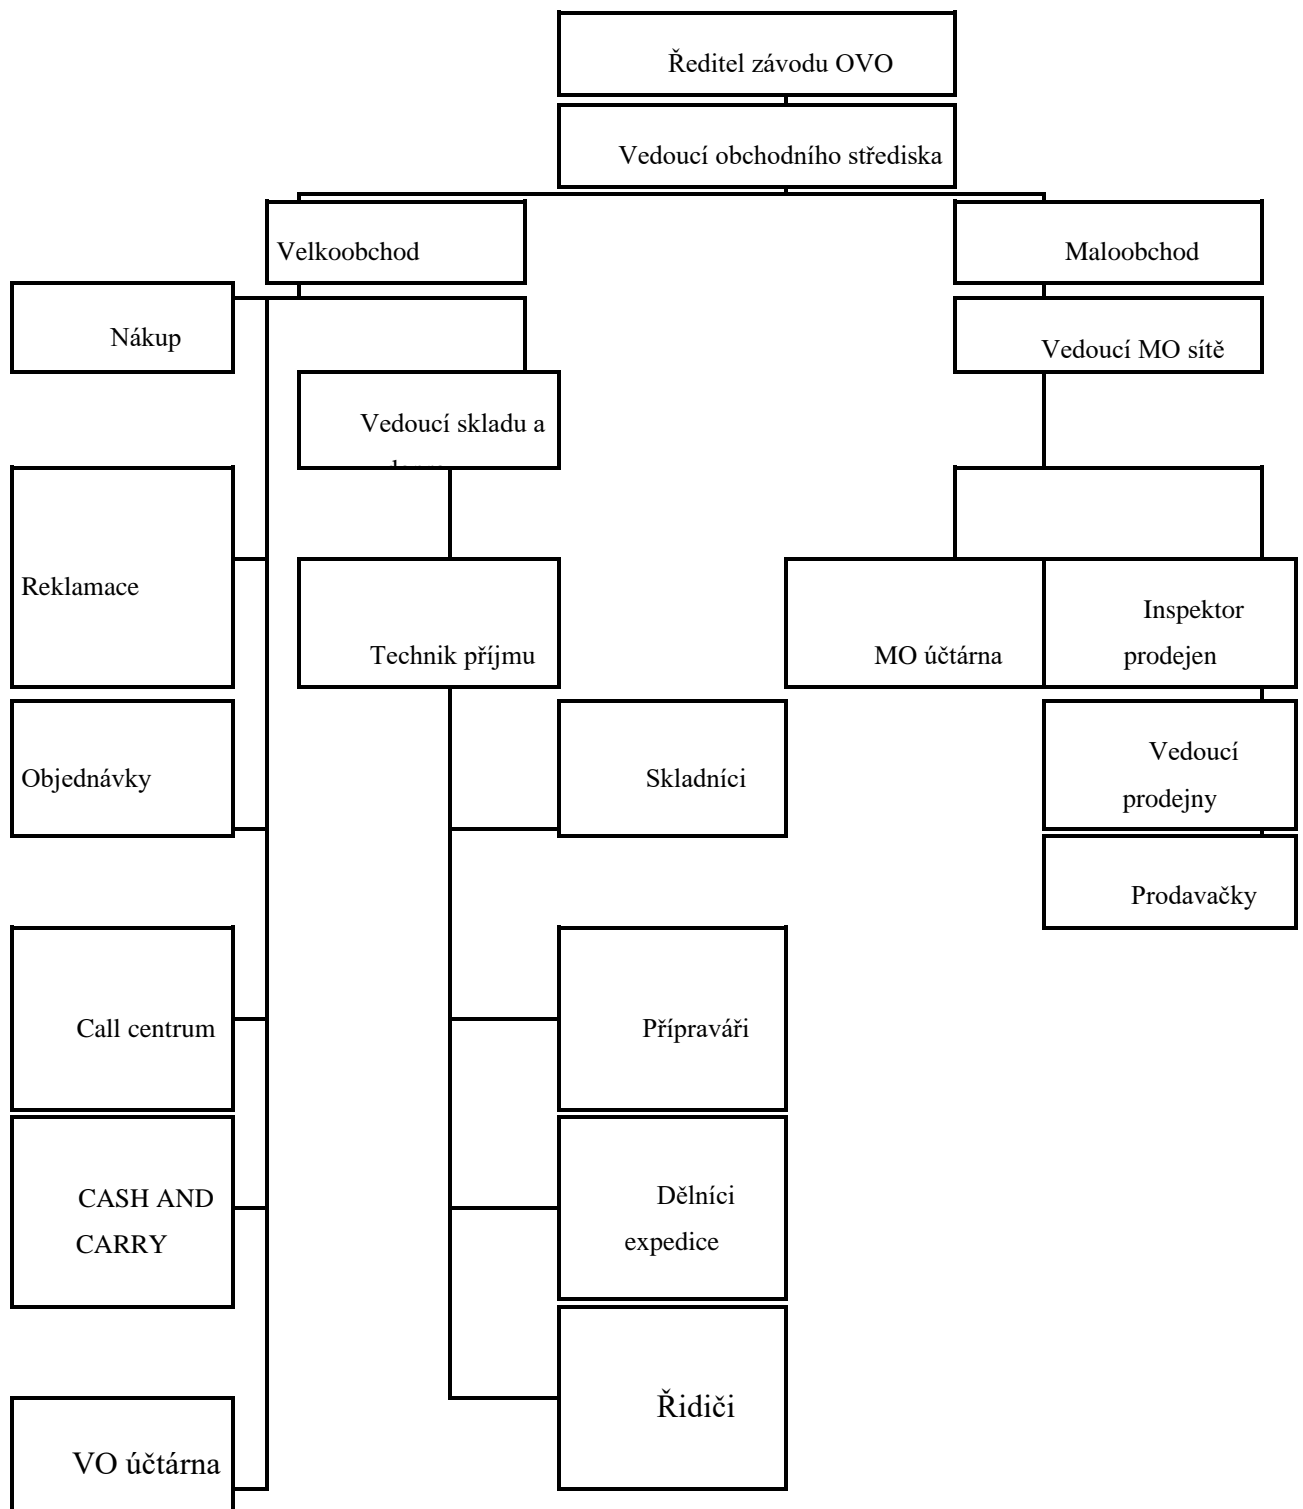 Ředitel závodu OVO
Vedoucí obchodního střediska
Velkoobchod
Maloobchod
Nákup
Vedoucí MO sítě
Vedoucí skladu a
Reklamace
Technik příjmu
MO účtárna
Inspektor
prodejen
Objednávky
Skladníci
Vedoucí
prodejny
Prodavačky
Call centrum
Přípraváři
CASH AND
CARRY
Dělníci
expedice
Řidiči
VO účtárna